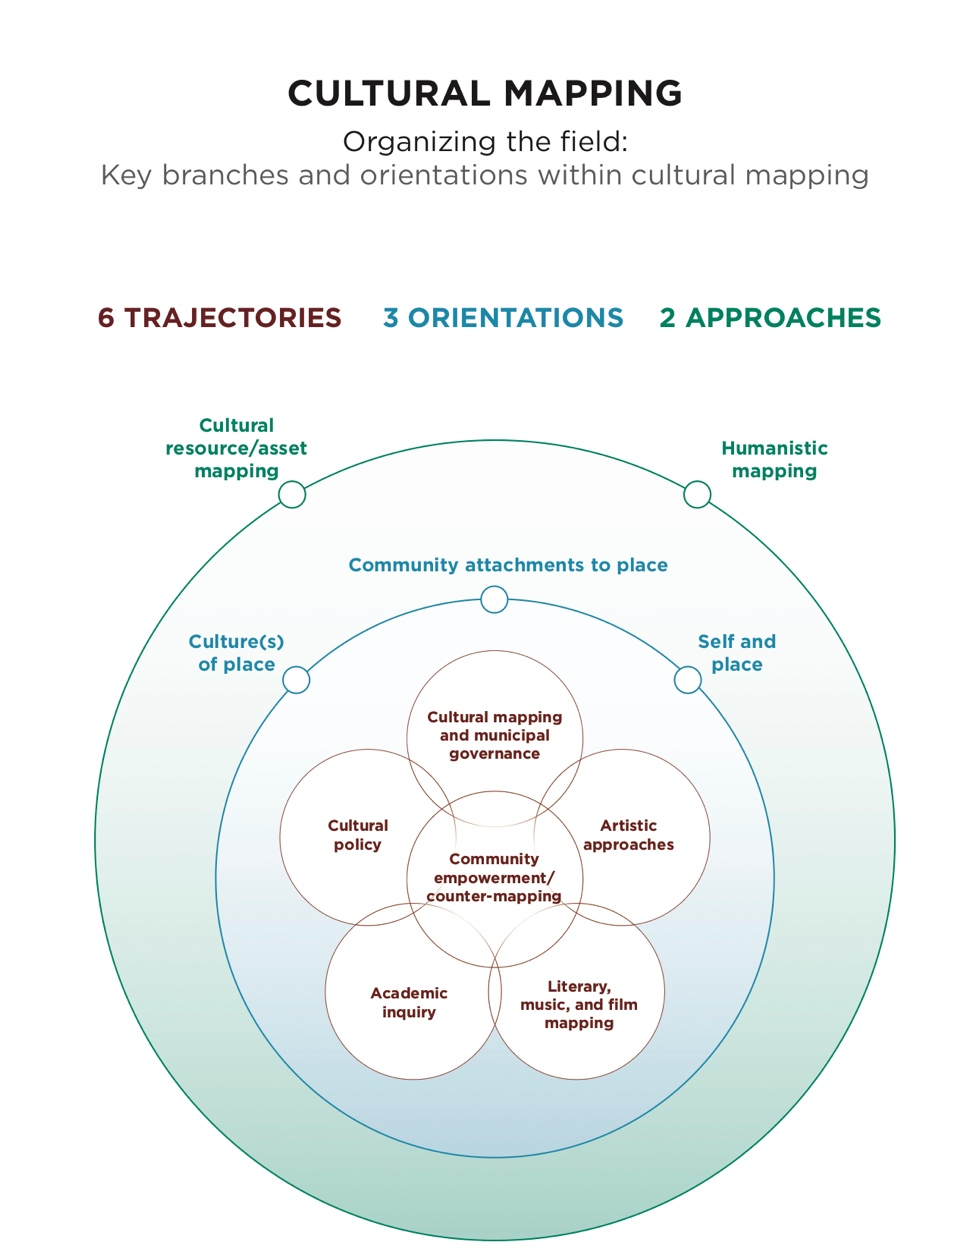 CULTURAL MAPPING
Organizing the field:
Key branches and orientations within cultural mapping
6 TRAJECTORIES
3 ORIENTATIONS
2 APPROACHES
Cultural
resource/asset
mapping
Humanistic
mapping
Community attachments to place
Culture(s)
of place
Self and
place
Cultural mapping
and municipal
governance
Cultural
policy
Artistic
approaches
Community
empowerment/
counter-mapping
Academic
inquiry
Literary,
music, and film
mapping